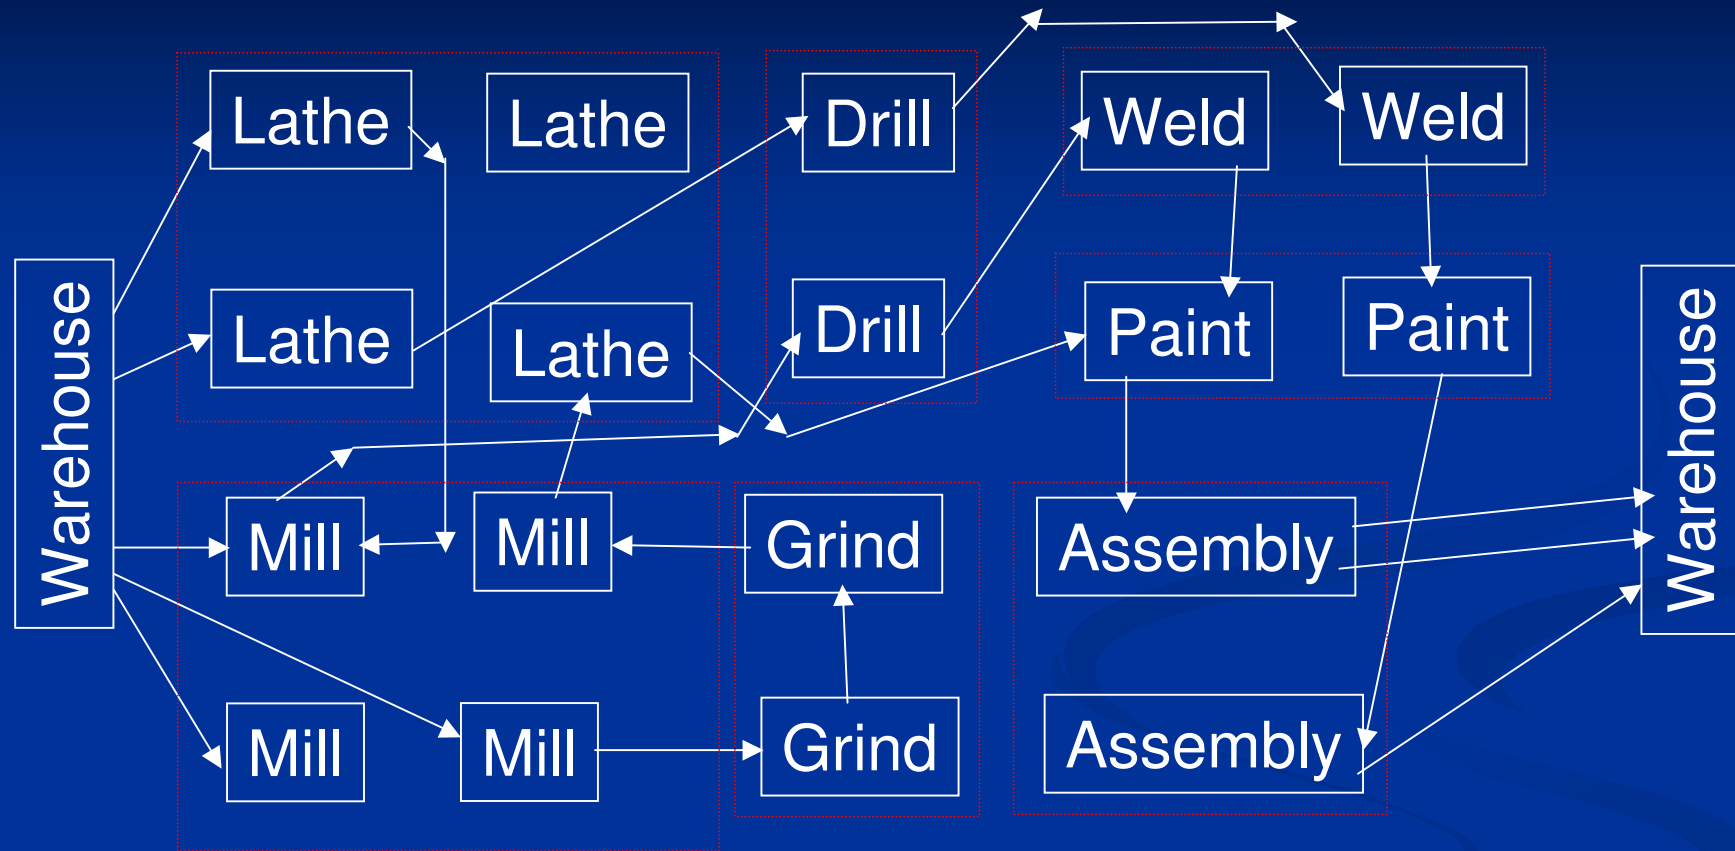 Lathe
Lathe
Drill
Weld
Weld
Warehouse
Lathe
Lathe
Drill
Paint
Paint
Warehouse
Mill
Mill
Grind
Assembly
Mill
Mill
Grind
Assembly